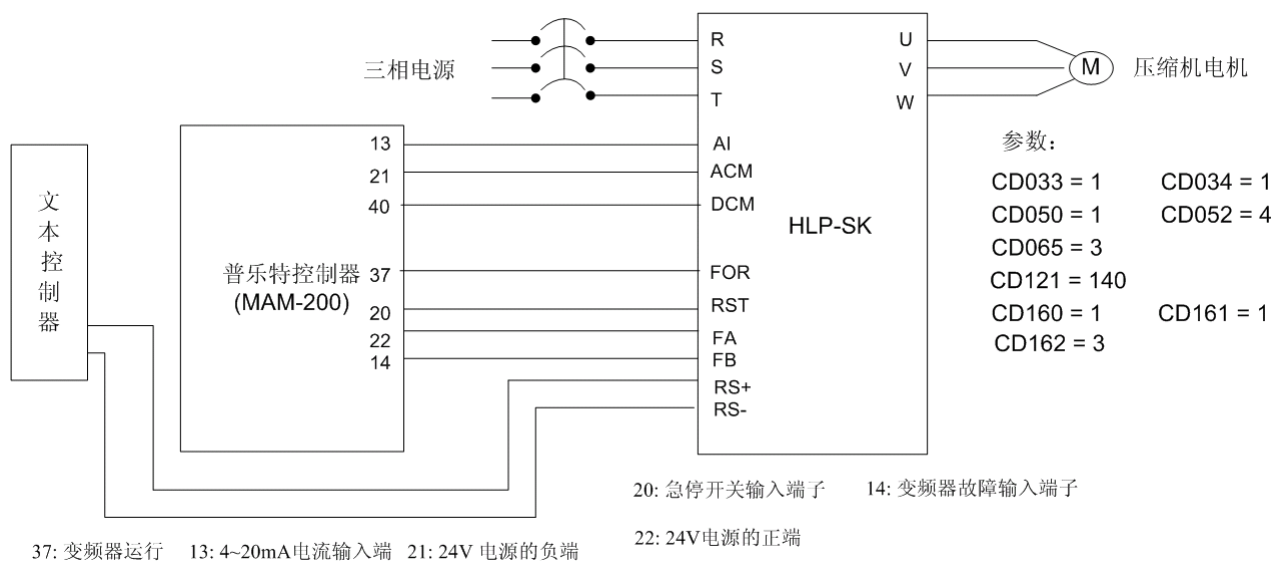 三相电源
R
S
T
U
V
W
M
压缩机电机
文本控制器
普乐特控制器
(MAM-200)
13
21
40
37
20
22
14
AI
ACM
DCM
FOR
RST
FA
FB
RS+
RS-
HLP-SK
参数：
CD033 = 1 CD034 = 1
CD050 = 1 CD052 = 4
CD065 = 3
CD121 = 140
CD160 = 1 CD161 = 1
CD162 = 3
20: 急停开关输入端子 14: 变频器故障输入端子
22: 24V电源的正端
37: 变频器运行 13: 4~20mA电流输入端 21: 24V 电源的负端